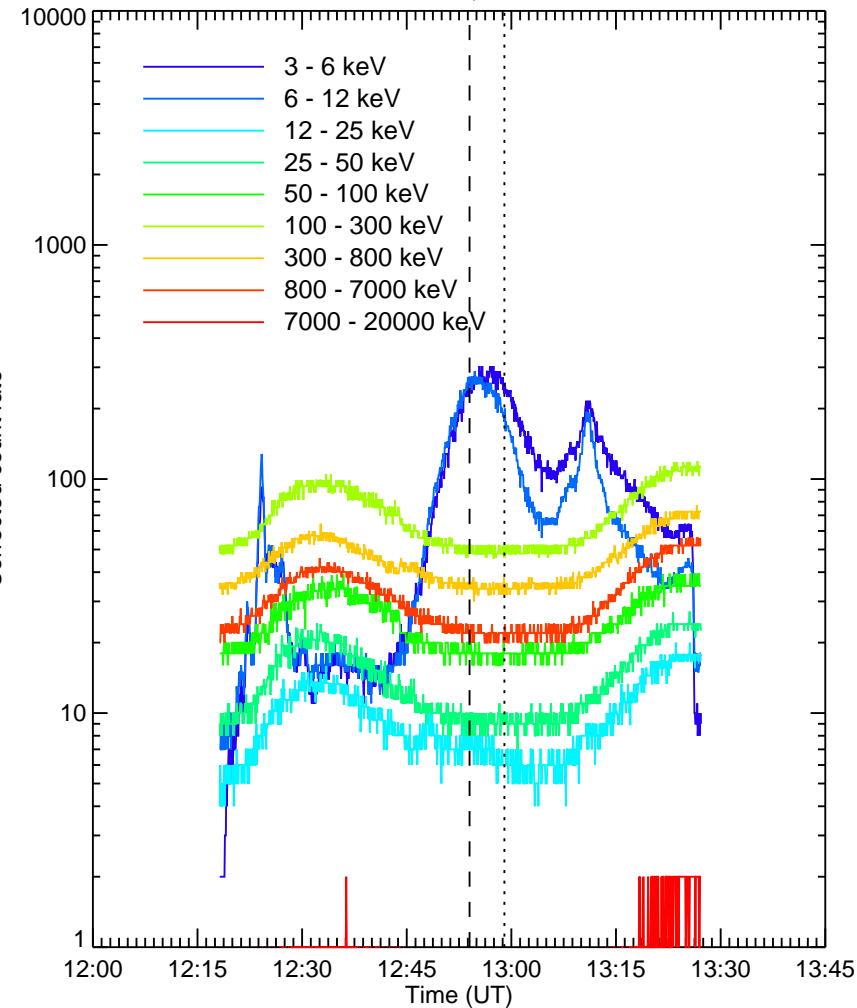 10000
1000
100
10
1
3 - 6 keV
6 - 12 keV
12 - 25 keV
25 - 50 keV
50 - 100 keV
100 - 300 keV
300 - 800 keV
800 - 7000 keV
7000 - 20000 keV
12:00 12:15 12:30 12:45 13:00 13:15 13:30 13:45
Time (UT)